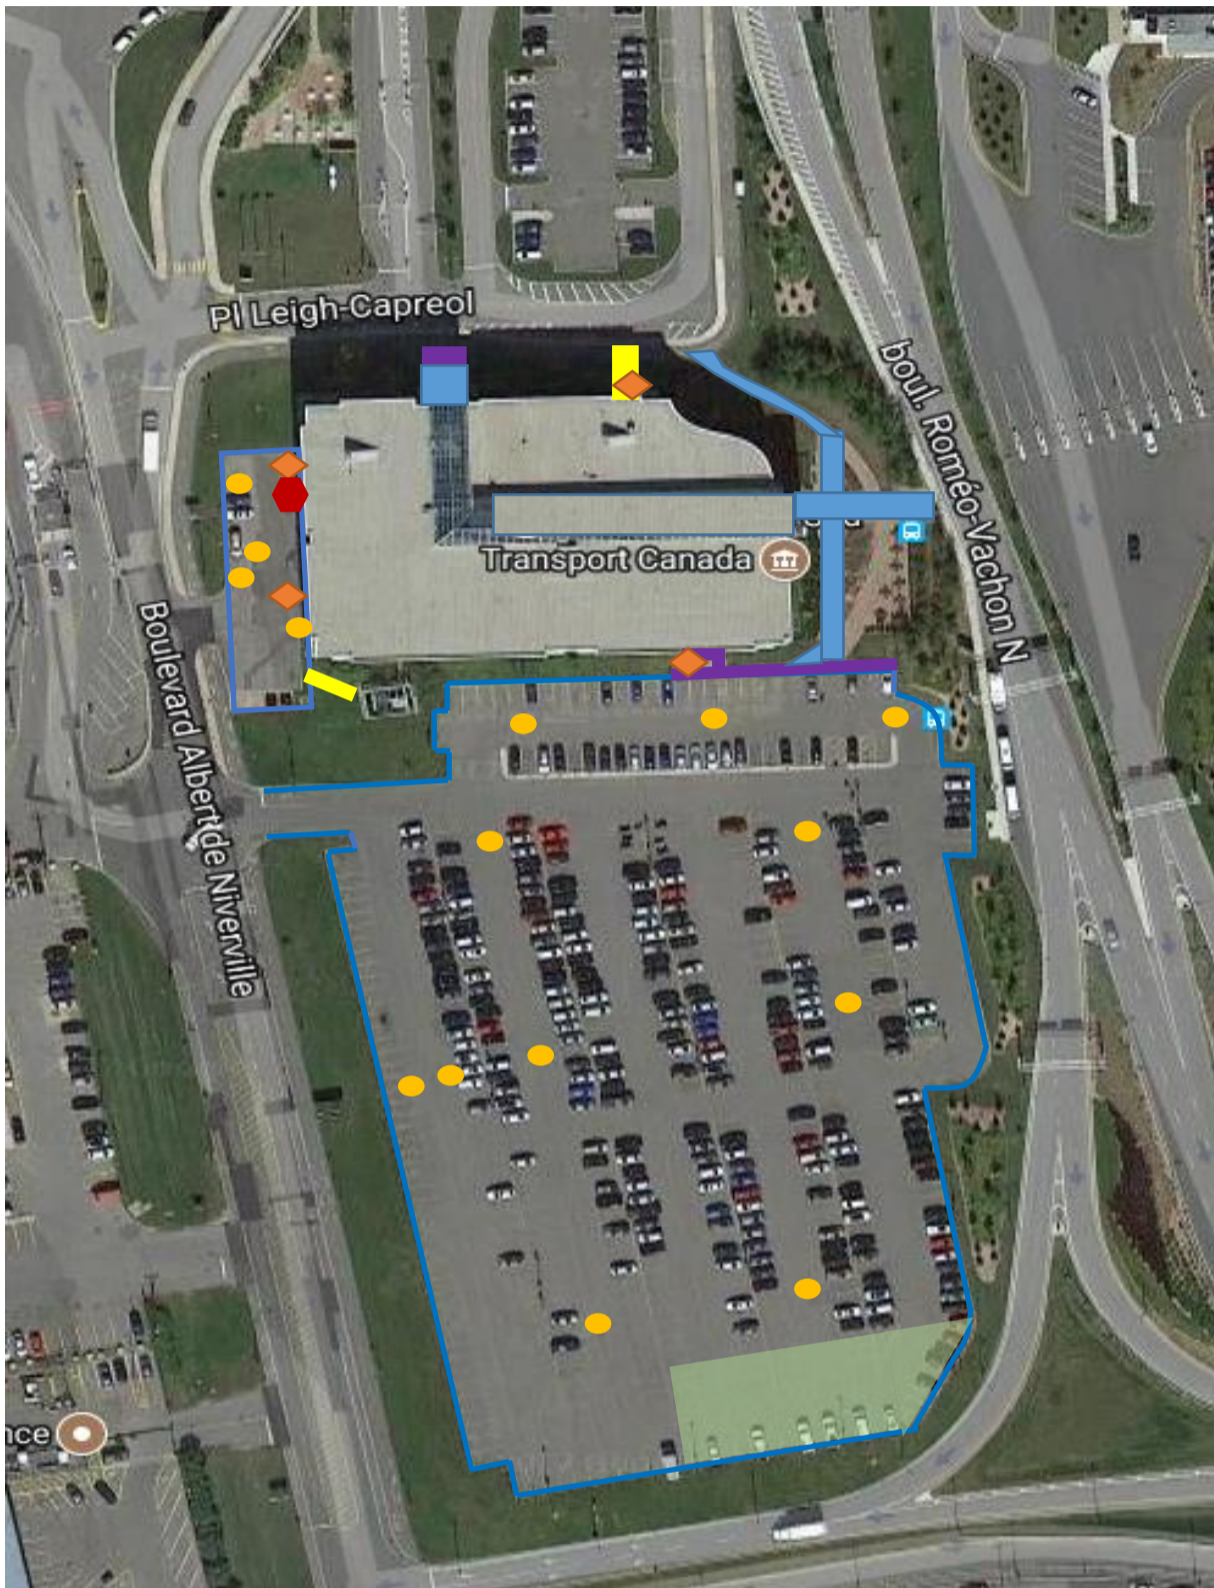 Pl Leigh-Capreol
boul. Roméo-Vachon N
Transport Canada
Boulevard Albert de Niverville
nce